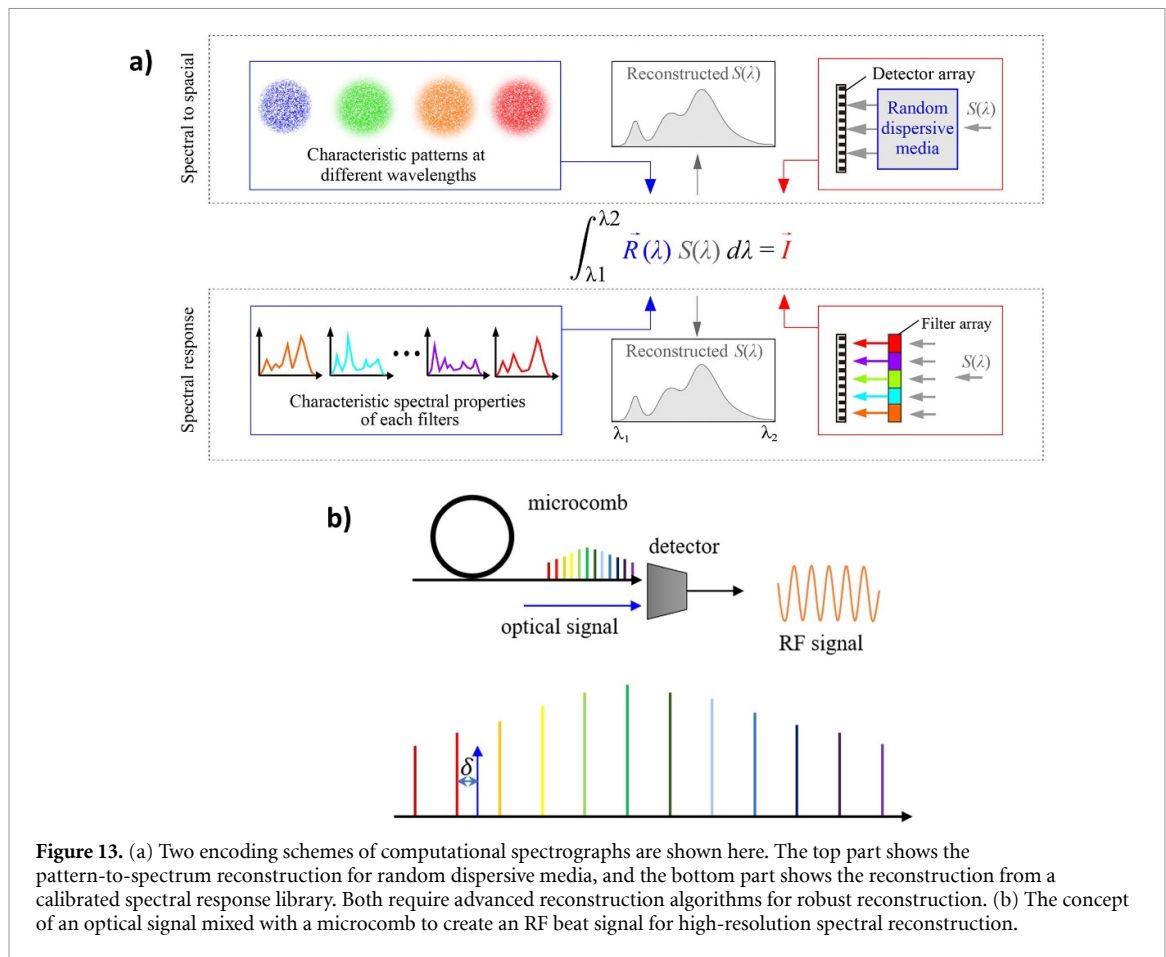 a)
Spectral to spacial
Characteristic patterns at
different wavelengths
Reconstructed S(λ)
Detector array
Random
dispersive
media
S(λ)
∫λ1λ2 R⃗(λ) S(λ) dλ = I⃗
Spectral response
Characteristic spectral properties
of each filters
Reconstructed S(λ)
λ1
λ2
Filter array
S(λ)
b)
microcomb
detector
optical signal
RF signal
δ
Figure 13. (a) Two encoding schemes of computational spectrographs are shown here. The top part shows the
pattern-to-spectrum reconstruction for random dispersive media, and the bottom part shows the reconstruction from a
calibrated spectral response library. Both require advanced reconstruction algorithms for robust reconstruction. (b) The concept
of an optical signal mixed with a microcomb to create an RF beat signal for high-resolution spectral reconstruction.